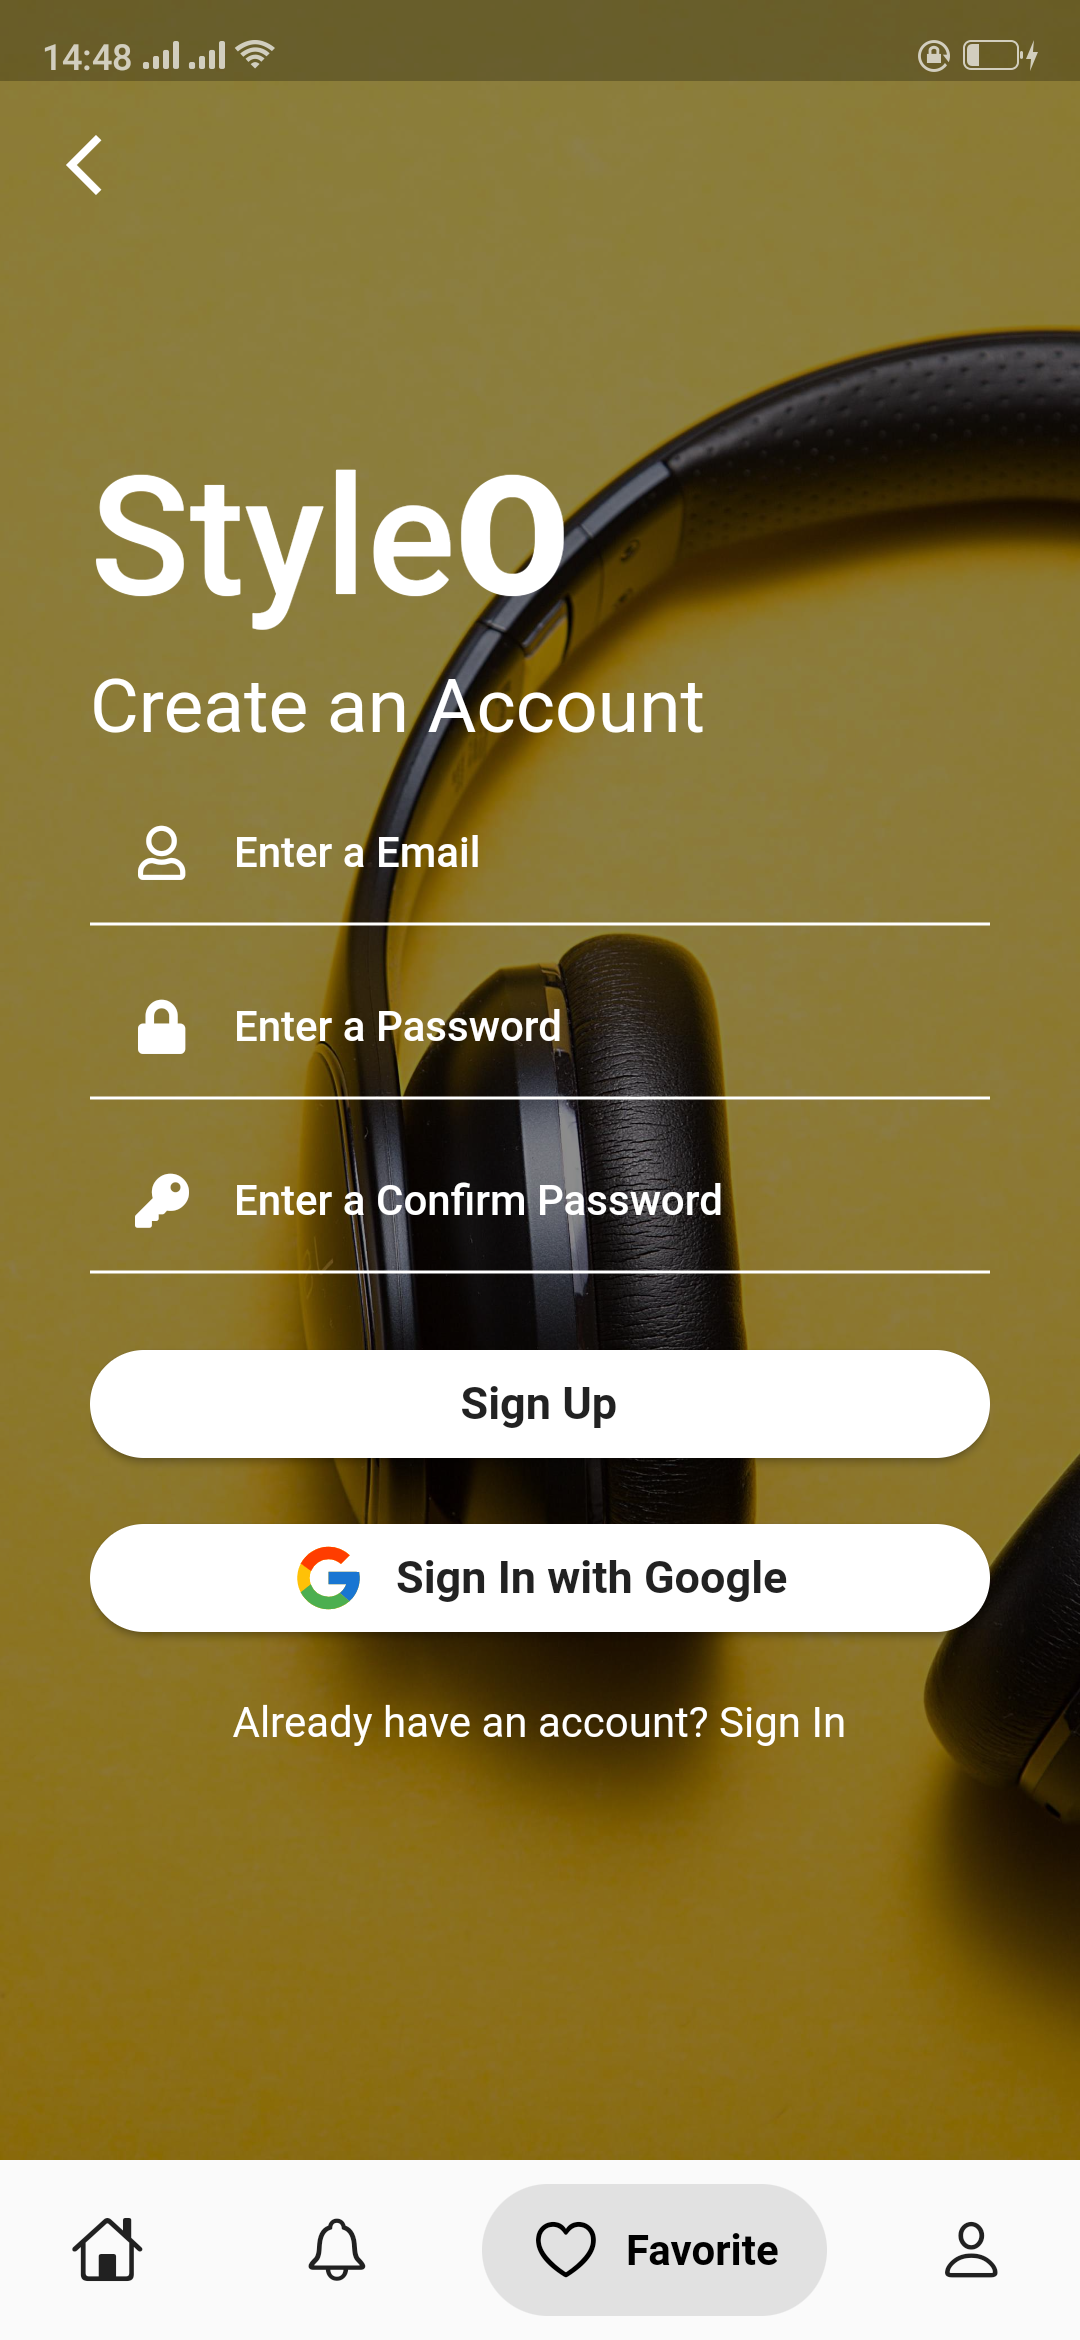 14:48
StyleO
Create an Account
Enter a Email
Enter a Password
Enter a Confirm Password
Sign Up
Sign In with Google
Already have an account? Sign In
Favorite